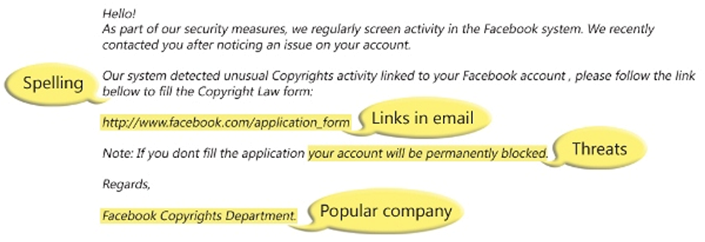 Hello!
As part of our security measures, we regularly screen activity in the Facebook system. We recently
contacted you after noticing an issue on your account.
Spelling
Our system detected unusual Copyrights activity linked to your Facebook account , please follow the link
bellow to fill the Copyright Law form:
http://www.facebook.com/application_form
Links in email
Note: If you dont fill the application your account will be permanently blocked.
Threats
Regards,
Facebook Copyrights Department.
Popular company